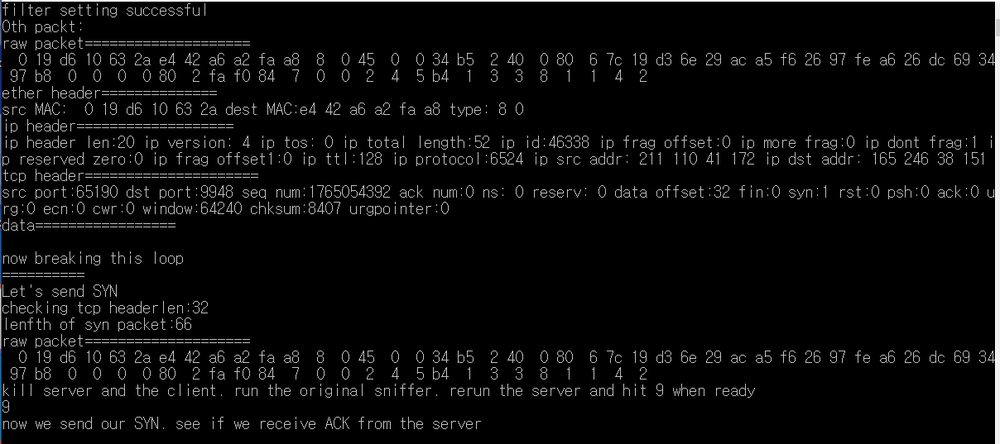 filter setting successful
0th packt:
raw packet====================
0 19 d6 10 63 2a e4 42 a6 a2 fa a8 8 0 45 0 0 34 b5 2 40 0 80 6 7c 19 d3 6e 29 ac a5 f6 26 97 fe a6 26 dc 69 34
97 b8 0 0 0 0 80 2 fa f0 84 7 0 0 2 4 5 b4 1 3 3 8 1 1 4 2
ether header==============
src MAC: 0 19 d6 10 63 2a dest MAC:e4 42 a6 a2 fa a8 type: 8 0
ip header===================
ip header len:20 ip version: 4 ip tos: 0 ip total length:52 ip id:46338 ip frag offset:0 ip more frag:0 ip dont frag:1 i
p reserved zero:0 ip frag offset1:0 ip ttl:128 ip protocol:6524 ip src addr: 211 110 41 172 ip dst addr: 165 246 38 151
tcp header=====================
src port:65190 dst port:9948 seq num:1765054392 ack num:0 ns: 0 reserv: 0 data offset:32 fin:0 syn:1 rst:0 psh:0 ack:0 u
rg:0 ecn:0 cwr:0 window:64240 chksum:8407 urgpointer:0
data=================
now breaking this loop
==========
Let's send SYN
checking tcp headerlen:32
lenfth of syn packet:66
raw packet====================
0 19 d6 10 63 2a e4 42 a6 a2 fa a8 8 0 45 0 0 34 b5 2 40 0 80 6 7c 19 d3 6e 29 ac a5 f6 26 97 fe a6 26 dc 69 34
97 b8 0 0 0 0 80 2 fa f0 84 7 0 0 2 4 5 b4 1 3 3 8 1 1 4 2
kill server and the client. run the original sniffer. rerun the server and hit 9 when ready
9
now we send our SYN. see if we receive ACK from the server